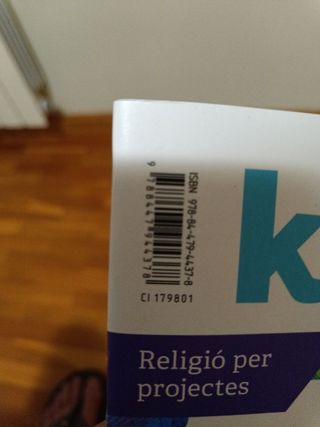 ISBN 978-84-479-4437-8
9 788447 944378
CI 179801
k
Religió per
projectes